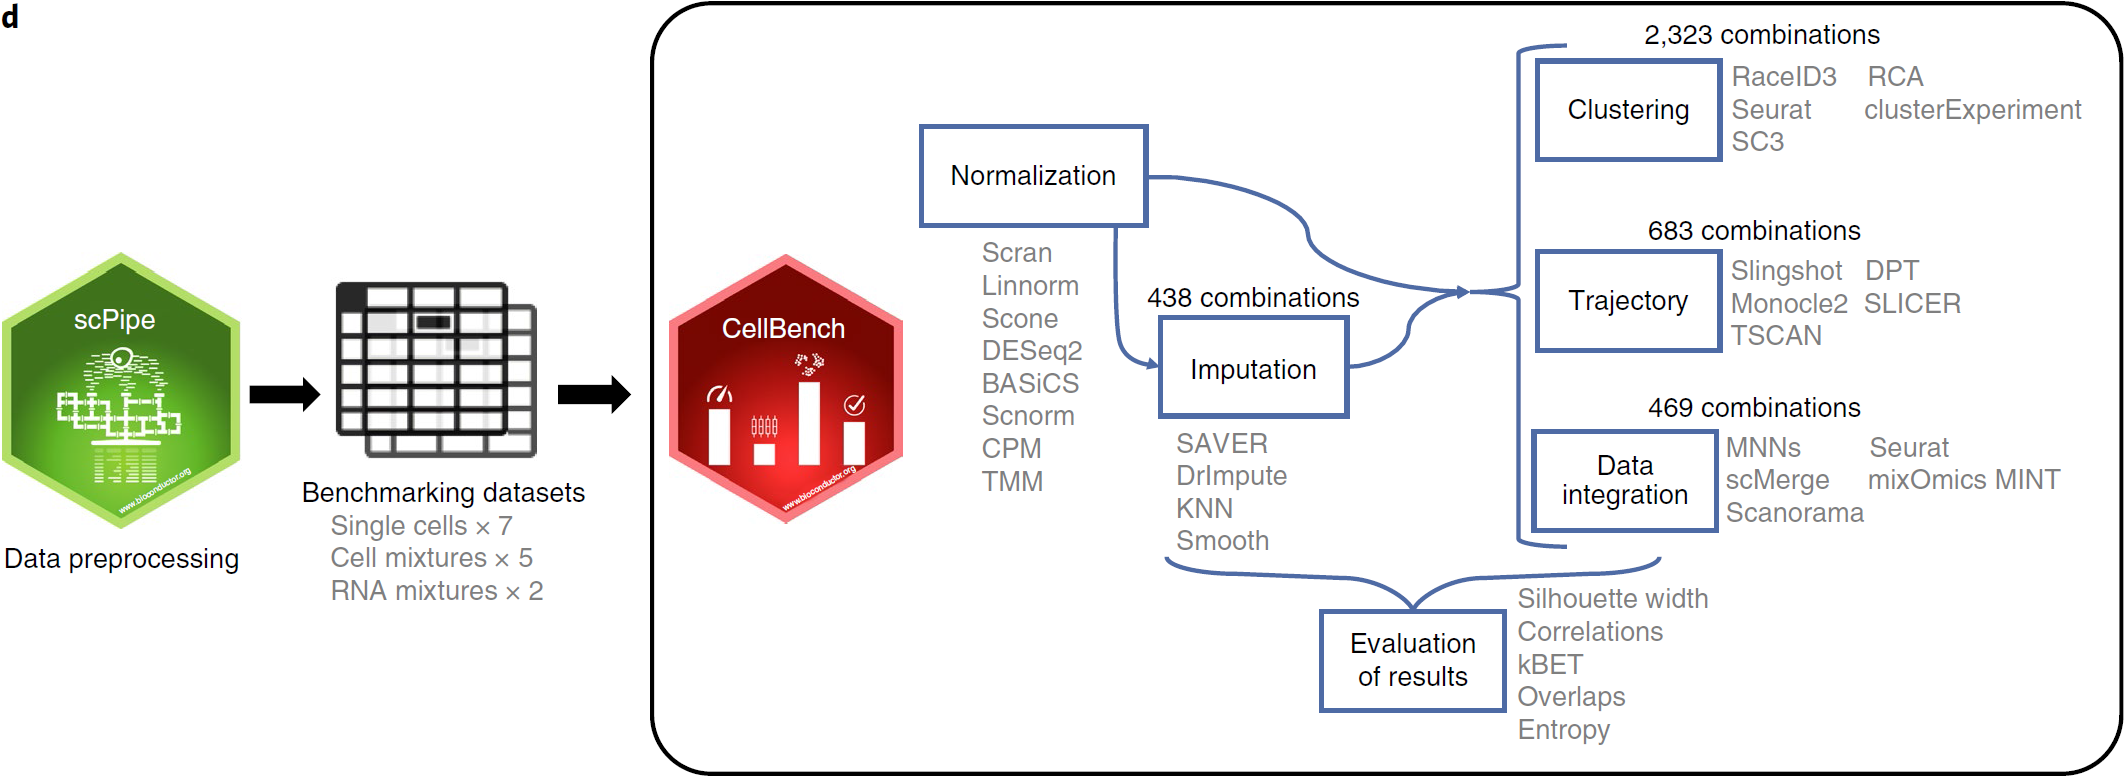 d
scPipe
www.bioconductor.org
Data preprocessing
Benchmarking datasets
Single cells × 7
Cell mixtures × 5
RNA mixtures × 2
CellBench
www.bioconductor.org
Normalization
Scran
Linnorm
Scone
DESeq2
BASiCS
Scnorm
CPM
TMM
438 combinations
Imputation
SAVER
DrImpute
KNN
Smooth
2,323 combinations
Clustering
RaceID3 RCA
Seurat clusterExperiment
SC3
683 combinations
Trajectory
Slingshot DPT
Monocle2 SLICER
TSCAN
469 combinations
Data
integration
MNNs Seurat
scMerge mixOmics MINT
Scanorama
Evaluation
of results
Silhouette width
Correlations
kBET
Overlaps
Entropy